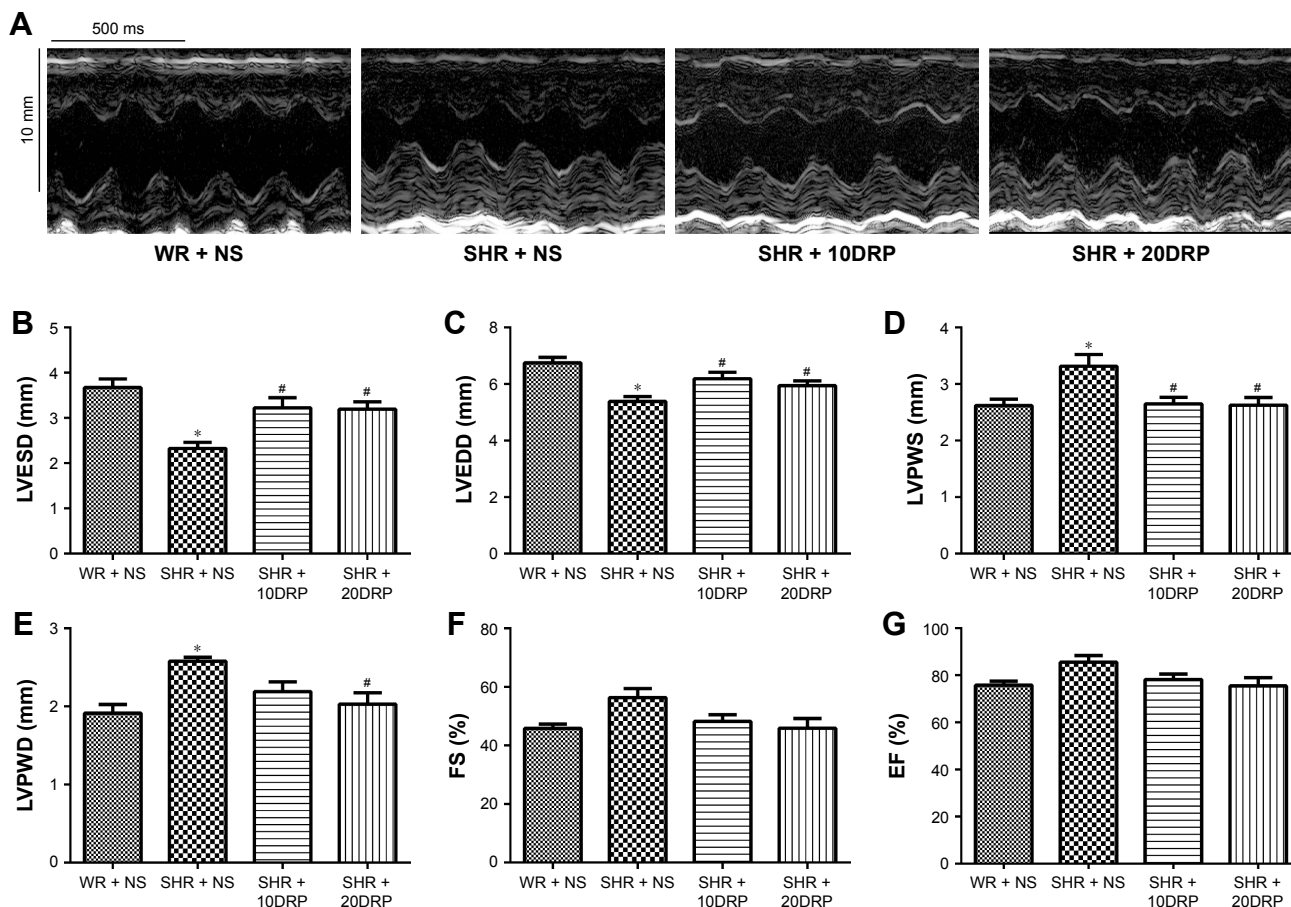 A
500 ms
10 mm
WR + NS
SHR + NS
SHR + 10DRP
SHR + 20DRP
B
LVESD (mm)
5
4
3
2
1
0
*
#
#
WR + NS
SHR + NS
SHR +
10DRP
SHR +
20DRP
C
LVEDD (mm)
8
6
4
2
0
*
#
#
WR + NS
SHR + NS
SHR +
10DRP
SHR +
20DRP
D
LVPWS (mm)
4
3
2
1
0
*
#
#
WR + NS
SHR + NS
SHR +
10DRP
SHR +
20DRP
E
LVPWD (mm)
3
2
1
0
*
#
WR + NS
SHR + NS
SHR +
10DRP
SHR +
20DRP
F
FS (%)
80
60
40
20
0
WR + NS
SHR + NS
SHR +
10DRP
SHR +
20DRP
G
EF (%)
100
80
60
40
20
0
WR + NS
SHR + NS
SHR +
10DRP
SHR +
20DRP